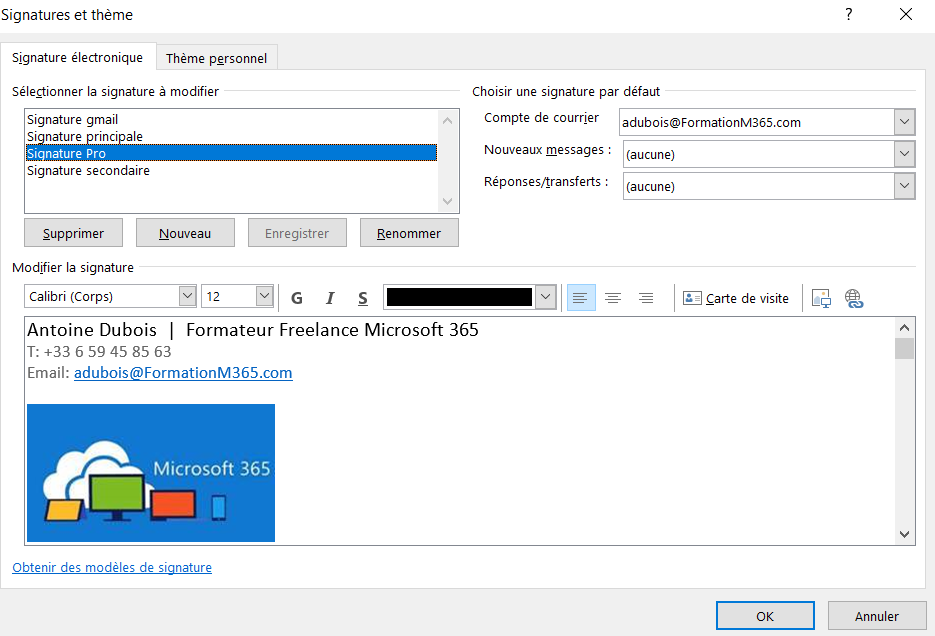 Signatures et thème
?
Signature électronique
Thème personnel
Sélectionner la signature à modifier
Signature gmail
Signature principale
Signature Pro
Signature secondaire
Supprimer
Nouveau
Enregistrer
Renommer
Choisir une signature par défaut
Compte de courrier
adubois@FormationM365.com
Nouveaux messages :
(aucune)
Réponses/transferts :
(aucune)
Modifier la signature
Calibri (Corps)
12
G
I
S
Carte de visite
Antoine Dubois | Formateur Freelance Microsoft 365
T: +33 6 59 45 85 63
Email: adubois@FormationM365.com
Microsoft 365
Obtenir des modèles de signature
OK
Annuler